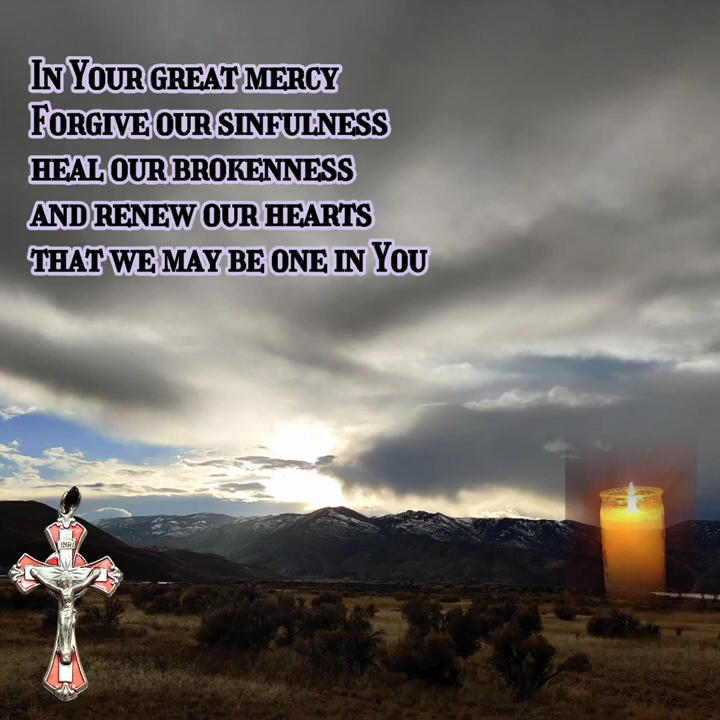 In Your great mercy
Forgive our sinfulness
heal our brokenness
and renew our hearts
that we may be one in You
INRI